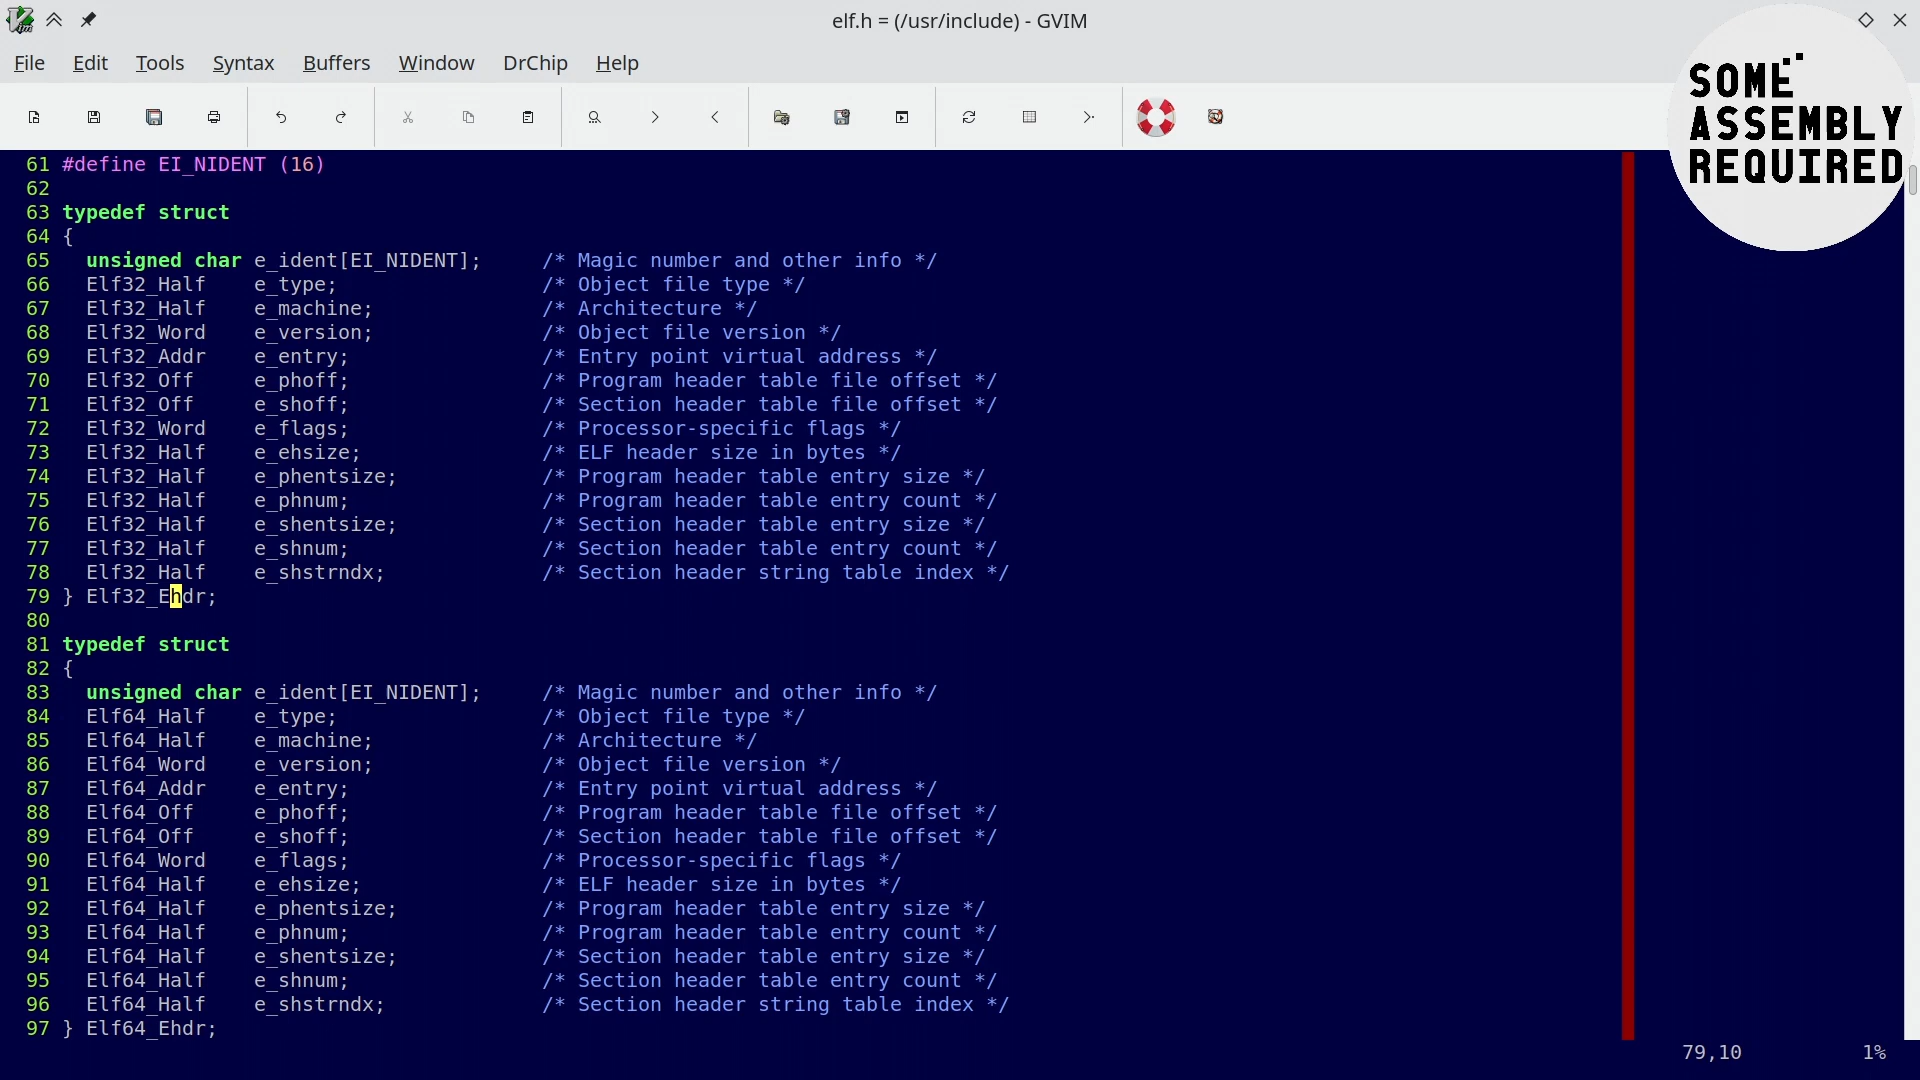 elf.h = (/usr/include) - GVIM
File Edit Tools Syntax Buffers Window DrChip Help
SOME
ASSEMBLY
REQUIRED
61 #define EI_NIDENT (16)
62
63 typedef struct
64 {
65   unsigned char e_ident[EI_NIDENT];     /* Magic number and other info */
66   Elf32_Half    e_type;                 /* Object file type */
67   Elf32_Half    e_machine;              /* Architecture */
68   Elf32_Word    e_version;              /* Object file version */
69   Elf32_Addr    e_entry;                /* Entry point virtual address */
70   Elf32_Off     e_phoff;                /* Program header table file offset */
71   Elf32_Off     e_shoff;                /* Section header table file offset */
72   Elf32_Word    e_flags;                /* Processor-specific flags */
73   Elf32_Half    e_ehsize;               /* ELF header size in bytes */
74   Elf32_Half    e_phentsize;            /* Program header table entry size */
75   Elf32_Half    e_phnum;                /* Program header table entry count */
76   Elf32_Half    e_shentsize;            /* Section header table entry size */
77   Elf32_Half    e_shnum;                /* Section header table entry count */
78   Elf32_Half    e_shstrndx;             /* Section header string table index */
79 } Elf32_Ehdr;
80
81 typedef struct
82 {
83   unsigned char e_ident[EI_NIDENT];     /* Magic number and other info */
84   Elf64_Half    e_type;                 /* Object file type */
85   Elf64_Half    e_machine;              /* Architecture */
86   Elf64_Word    e_version;              /* Object file version */
87   Elf64_Addr    e_entry;                /* Entry point virtual address */
88   Elf64_Off     e_phoff;                /* Program header table file offset */
89   Elf64_Off     e_shoff;                /* Section header table file offset */
90   Elf64_Word    e_flags;                /* Processor-specific flags */
91   Elf64_Half    e_ehsize;               /* ELF header size in bytes */
92   Elf64_Half    e_phentsize;            /* Program header table entry size */
93   Elf64_Half    e_phnum;                /* Program header table entry count */
94   Elf64_Half    e_shentsize;            /* Section header table entry size */
95   Elf64_Half    e_shnum;                /* Section header table entry count */
96   Elf64_Half    e_shstrndx;             /* Section header string table index */
97 } Elf64_Ehdr;
79,10 1%